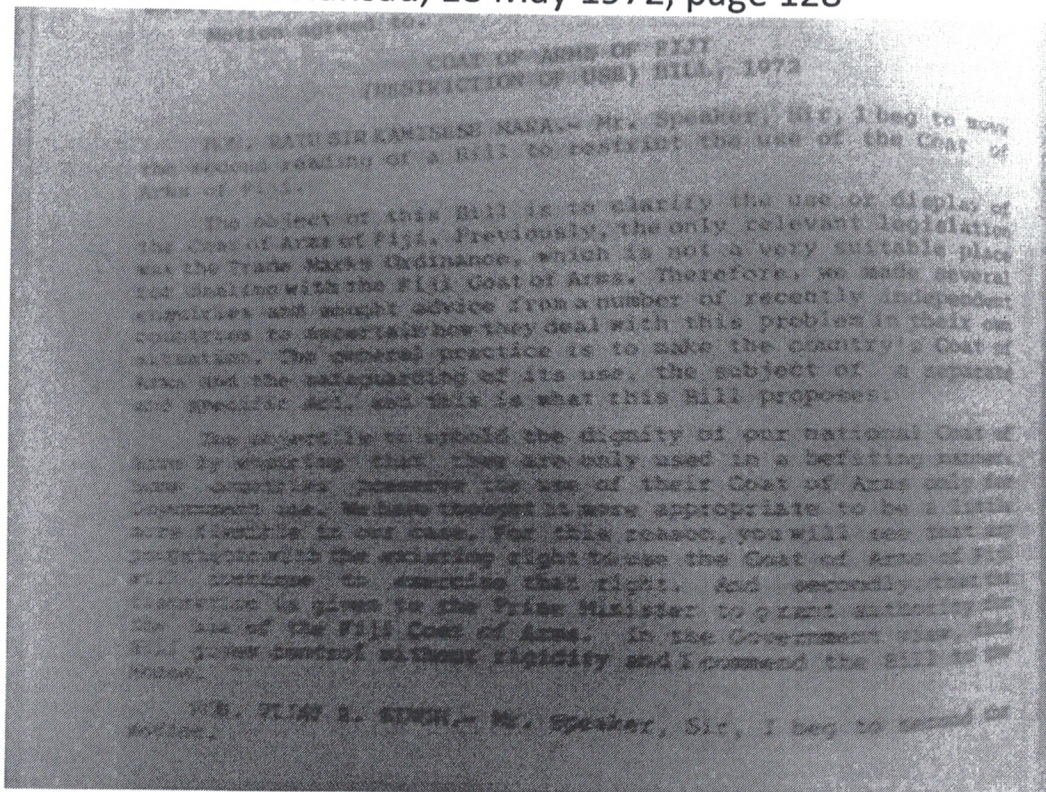 28 May 1972, page 128
Motion agreed to.
COAT OF ARMS OF FIJI
(RESTRICTION OF USE) BILL, 1972
HON. RATU SIR KAMISESE MARA.- Mr. Speaker, Sir, I beg to move
the second reading of a Bill to restrict the use of the Coat of
Arms of Fiji.
The object of this Bill is to clarify the use or display of
the Coat of Arms of Fiji. Previously, the only relevant legislation
was the Trade Marks Ordinance, which is not a very suitable place
for dealing with the Fiji Coat of Arms. Therefore, we made several
enquiries and sought advice from a number of recently independent
countries to ascertain how they deal with this problem in their own
situation. The general practice is to make the country's Coat of
Arms and the safeguarding of its use, the subject of a separate
and specific Act, and this is what this Bill proposes.
The object is to uphold the dignity of our national Coat of
Arms by ensuring that they are only used in a befitting manner.
Some countries preserve the use of their Coat of Arms only for
Government use. We have thought it more appropriate to be a little
more flexible in our case. For this reason, you will see that any
with the existing right to use the Coat of Arms of Fiji
will continue to exercise that right. And secondly, that the
discretion is given to the Prime Minister to grant authority for
the use of the Fiji Coat of Arms. In the Government view, this
Bill gives control without rigidity and I commend the Bill to the
House.
HON. VIJAY R. SINGH.- Mr. Speaker, Sir, I beg to second the
motion.